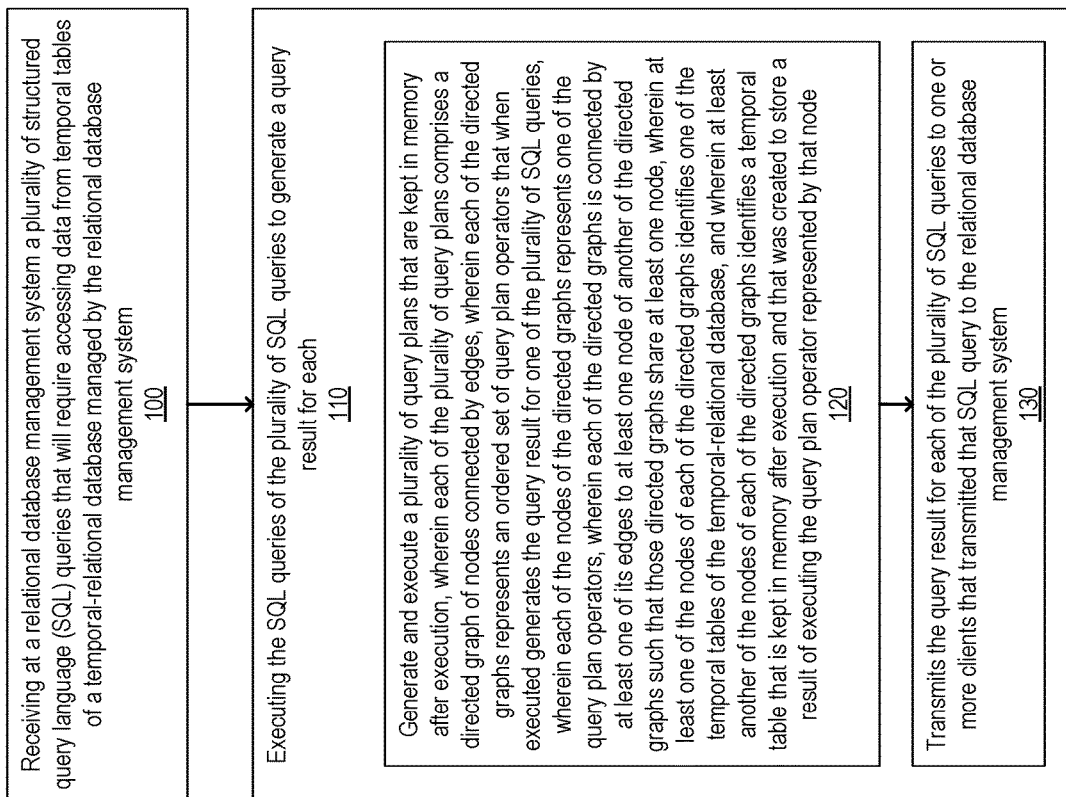 Receiving at a relational database management system a plurality of structured
query language (SQL) queries that will require accessing data from temporal tables
of a temporal-relational database managed by the relational database
management system
100
Executing the SQL queries of the plurality of SQL queries to generate a query
result for each
110
Generate and execute a plurality of query plans that are kept in memory
after execution, wherein each of the plurality of query plans comprises a
directed graph of nodes connected by edges, wherein each of the directed
graphs represents an ordered set of query plan operators that when
executed generates the query result for one of the plurality of SQL queries,
wherein each of the nodes of the directed graphs represents one of the
query plan operators, wherein each of the directed graphs is connected by
at least one of its edges to at least one node of another of the directed
graphs such that those directed graphs share at least one node, wherein at
least one of the nodes of each of the directed graphs identifies one of the
temporal tables of the temporal-relational database, and wherein at least
another of the nodes of each of the directed graphs identifies a temporal
table that is kept in memory after execution and that was created to store a
result of executing the query plan operator represented by that node
120
Transmits the query result for each of the plurality of SQL queries to one or
more clients that transmitted that SQL query to the relational database
management system
130